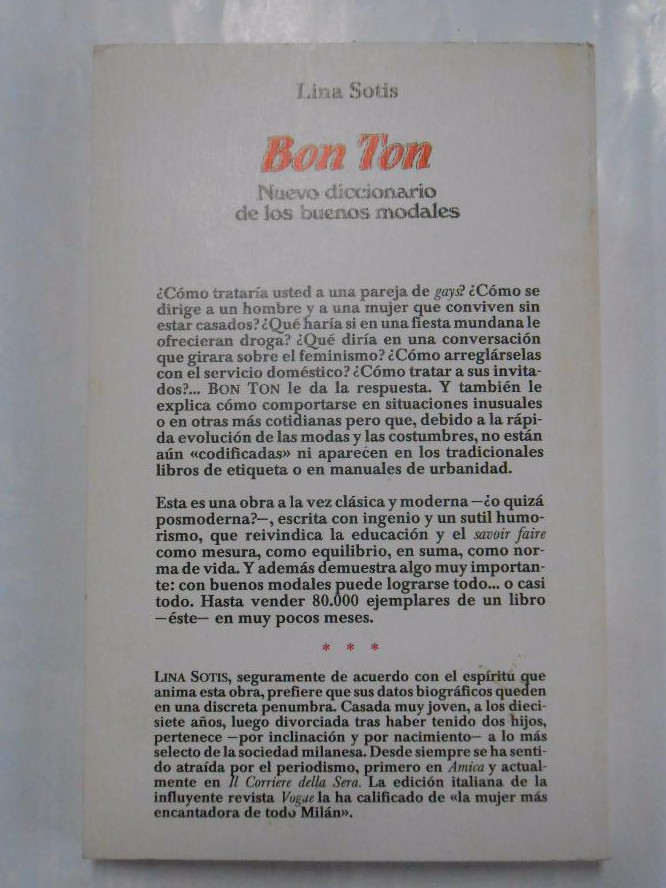 Lina Sotis
Bon Ton
Nuevo diccionario
de los buenos modales
¿Cómo trataría usted a una pareja de gays? ¿Cómo se
dirige a un hombre y a una mujer que conviven sin
estar casados? ¿Qué haría si en una fiesta mundana le
ofrecieran droga? ¿Qué diría en una conversación
que girara sobre el feminismo? ¿Cómo arreglárselas
con el servicio doméstico? ¿Cómo tratar a sus invita-
dos?... BON TON le da la respuesta. Y también le
explica cómo comportarse en situaciones inusuales
o en otras más cotidianas pero que, debido a la rápi-
da evolución de las modas y las costumbres, no están
aún «codificadas» ni aparecen en los tradicionales
libros de etiqueta o en manuales de urbanidad.
Esta es una obra a la vez clásica y moderna —¿o quizá
posmoderna?—, escrita con ingenio y un sutil humo-
rismo, que reivindica la educación y el savoir faire
como mesura, como equilibrio, en suma, como nor-
ma de vida. Y además demuestra algo muy importan-
te: con buenos modales puede lograrse todo... o casi
todo. Hasta vender 80.000 ejemplares de un libro
—éste— en muy pocos meses.
* * *
LINA SOTIS, seguramente de acuerdo con el espíritu que
anima esta obra, prefiere que sus datos biográficos queden
en una discreta penumbra. Casada muy joven, a los dieci-
siete años, luego divorciada tras haber tenido dos hijos,
pertenece —por inclinación y por nacimiento— a lo más
selecto de la sociedad milanesa. Desde siempre se ha senti-
do atraída por el periodismo, primero en Amica y actual-
mente en Il Corriere della Sera. La edición italiana de la
influyente revista Vogue la ha calificado de «la mujer más
encantadora de todo Milán».